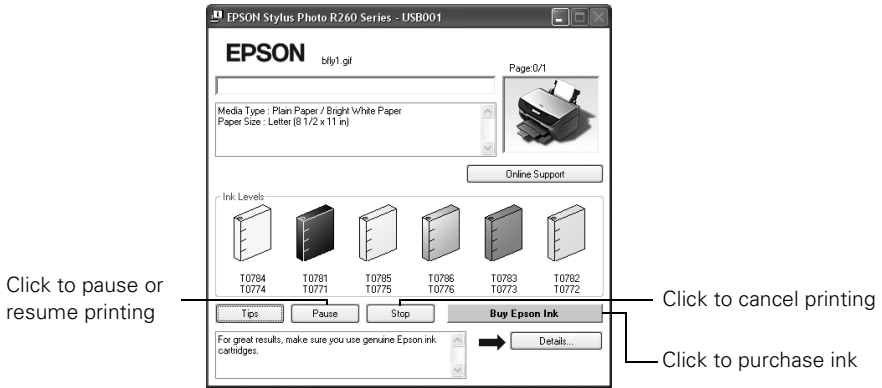 EPSON Stylus Photo R260 Series - USB001
EPSON
bfly1.gif
Page:0/1
Media Type : Plain Paper / Bright White Paper
Paper Size : Letter (8 1/2 x 11 in)
Online Support
Ink Levels
T0784 T0781 T0785 T0786 T0783 T0782
T0774 T0771 T0775 T0776 T0773 T0772
Click to pause or
resume printing
Tips Pause Stop Buy Epson Ink
Click to cancel printing
For great results, make sure you use genuine Epson ink
cartridges.
Details...
Click to purchase ink